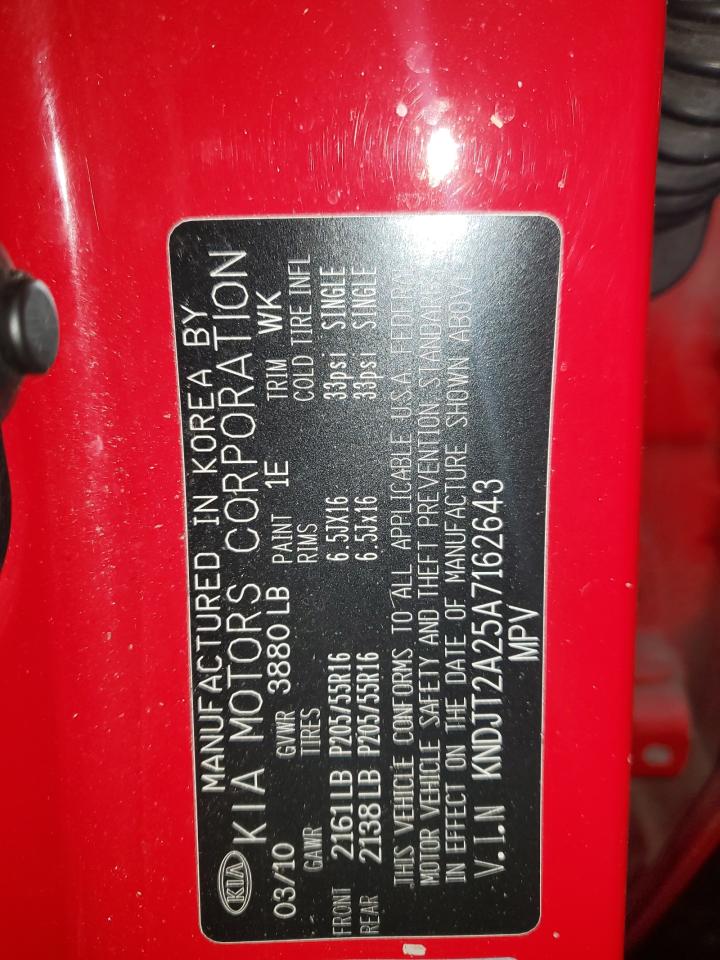 MANUFACTURED IN KOREA BY
KIA KIA MOTORS CORPORATION
03/10 GVWR 3880 LB PAINT 1E TRIM WK
GAWR TIRES RIMS COLD TIRE INFL
FRONT 2161LB P205/55R16 6.5JX16 33psi SINGLE
REAR 2138LB P205/55R16 6.5Jx16 33psi SINGLE
THIS VEHICLE CONFORMS TO ALL APPLICABLE U.S.A. FEDERAL
MOTOR VEHICLE SAFETY AND THEFT PREVENTION STANDARDS
IN EFFECT ON THE DATE OF MANUFACTURE SHOWN ABOVE
V.I.N KNDJT2A25A7162643
MPV